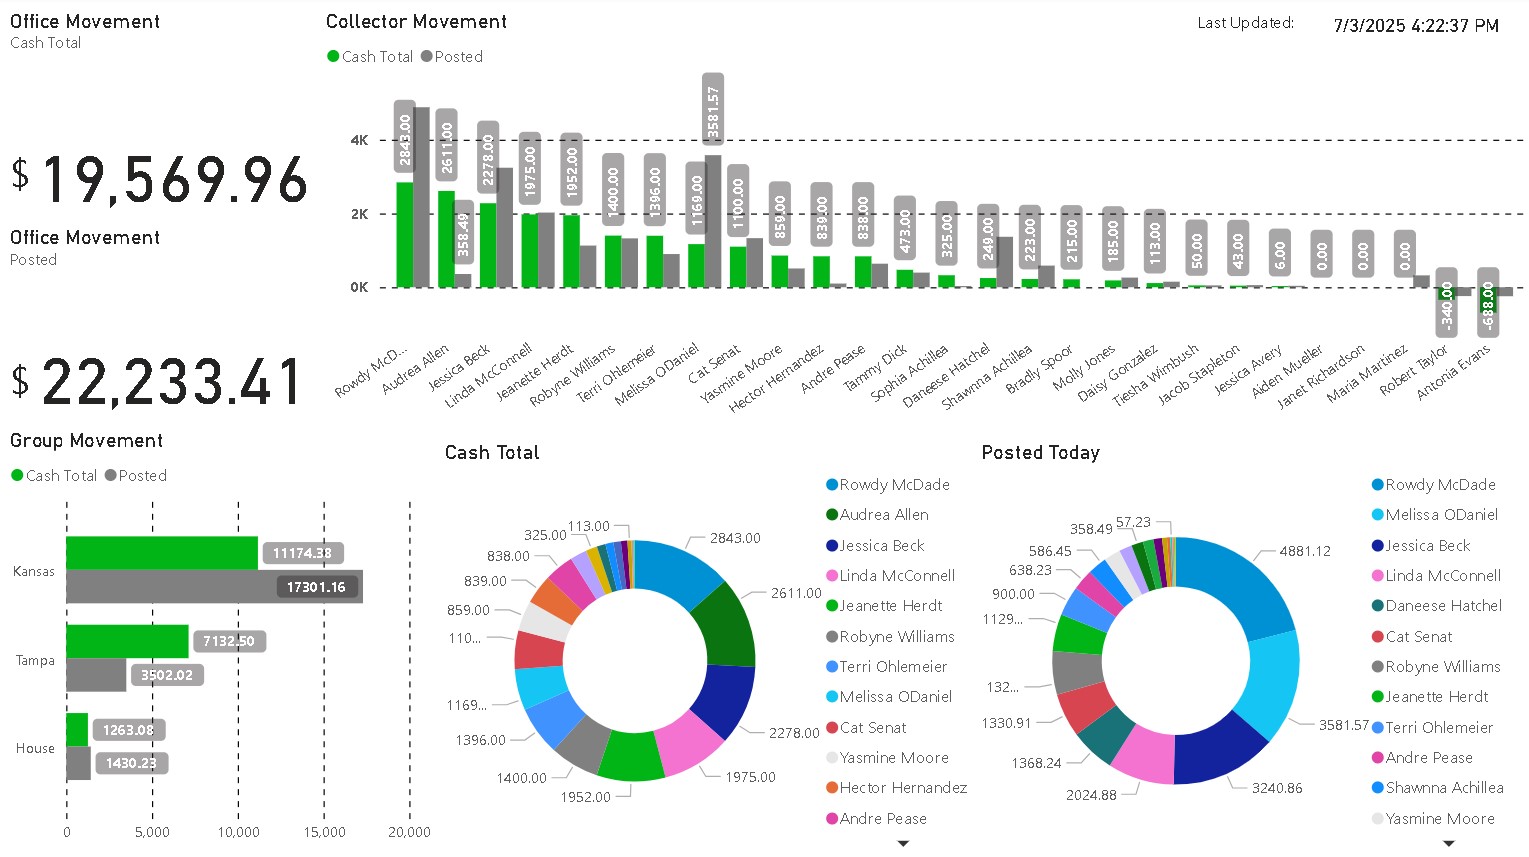 Office Movement
Cash Total
$ 19,569.96
Office Movement
Posted
$ 22,233.41
Collector Movement
Last Updated: 7/3/2025 4:22:37 PM
Cash Total Posted
4K
2K
0K
2843.00
2611.00
358.49
2278.00
1975.00
1952.00
1400.00
1396.00
1169.00
3581.57
1100.00
859.00
839.00
838.00
473.00
325.00
249.00
223.00
215.00
185.00
113.00
50.00
43.00
6.00
0.00
0.00
0.00
-340.00
-688.00
Rowdy McD...
Audrea Allen
Jessica Beck
Linda McConnell
Jeanette Herdt
Robyne Williams
Terri Ohlemeier
Melissa ODaniel
Cat Senat
Yasmine Moore
Hector Hernandez
Andre Pease
Tammy Dick
Sophia Achillea
Daneese Hatchel
Shawnna Achillea
Bradly Spoor
Molly Jones
Daisy Gonzalez
Tiesha Wimbush
Jacob Stapleton
Jessica Avery
Aiden Mueller
Janet Richardson
Maria Martinez
Robert Taylor
Antonia Evans
Group Movement
Cash Total Posted
Kansas
11174.38
17301.16
Tampa
7132.50
3502.02
House
1263.08
1430.23
0 5,000 10,000 15,000 20,000
Cash Total
113.00
325.00
838.00
839.00
859.00
110...
1169...
1396.00
1400.00
1952.00
1975.00
2278.00
2611.00
2843.00
Rowdy McDade
Audrea Allen
Jessica Beck
Linda McConnell
Jeanette Herdt
Robyne Williams
Terri Ohlemeier
Melissa ODaniel
Cat Senat
Yasmine Moore
Hector Hernandez
Andre Pease
Posted Today
57.23
358.49
586.45
638.23
900.00
1129...
132...
1330.91
1368.24
2024.88
3240.86
3581.57
4881.12
Rowdy McDade
Melissa ODaniel
Jessica Beck
Linda McConnell
Daneese Hatchel
Cat Senat
Robyne Williams
Jeanette Herdt
Terri Ohlemeier
Andre Pease
Shawnna Achillea
Yasmine Moore